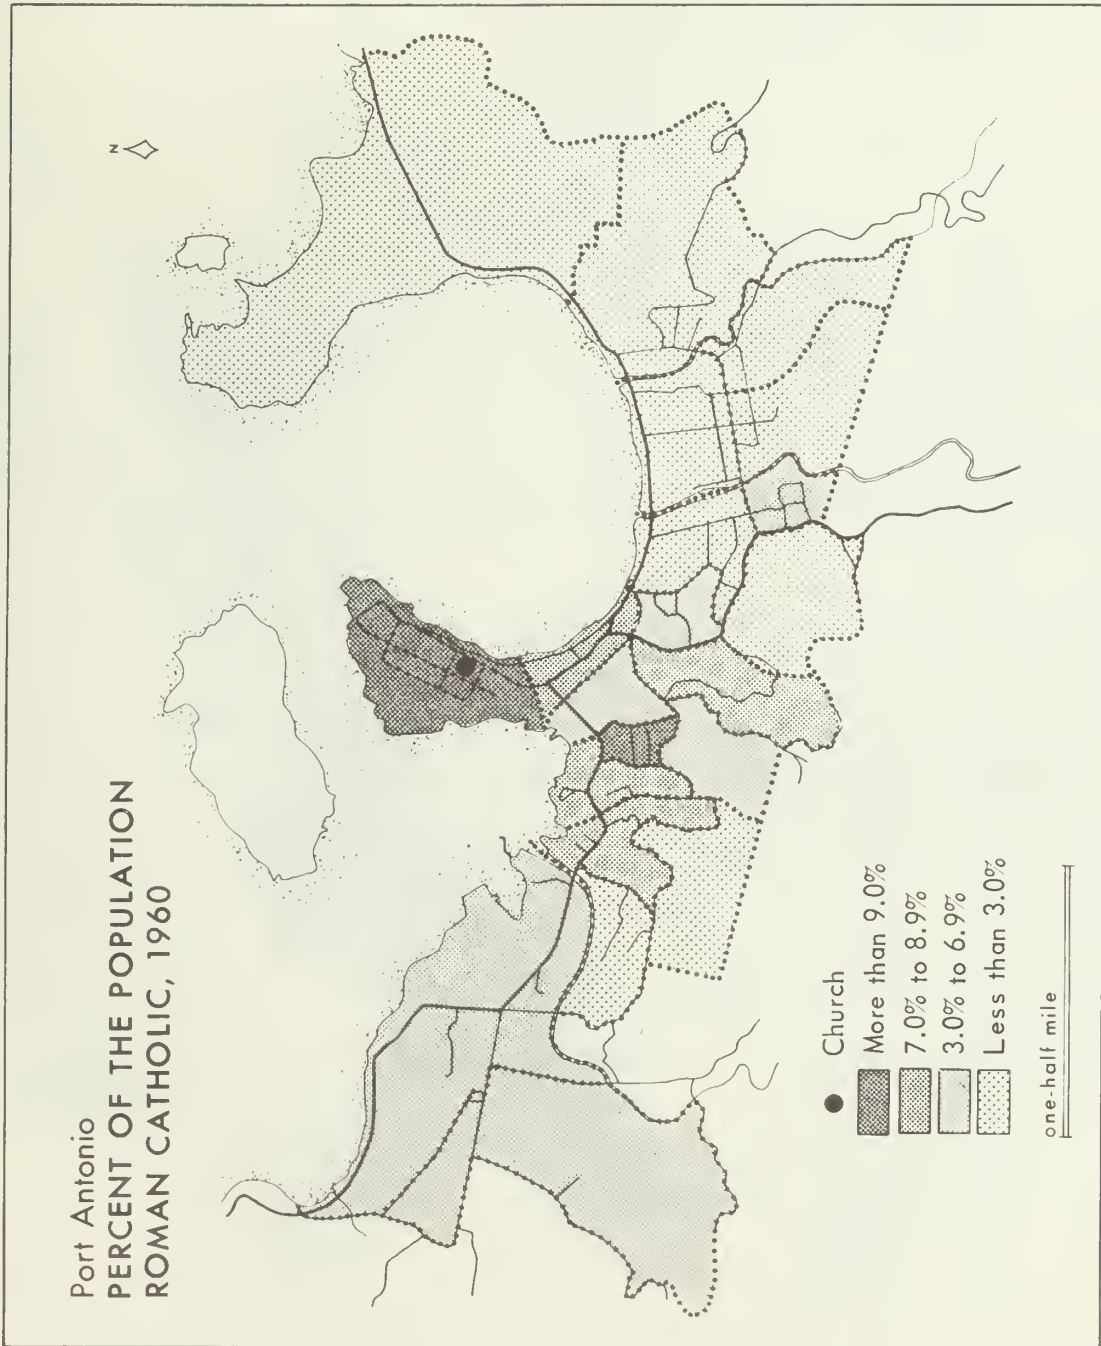 Port Antonio
PERCENT OF THE POPULATION
ROMAN CATHOLIC, 1960
N
Church
More than 9.0%
7.0% to 8.9%
3.0% to 6.9%
Less than 3.0%
one-half mile